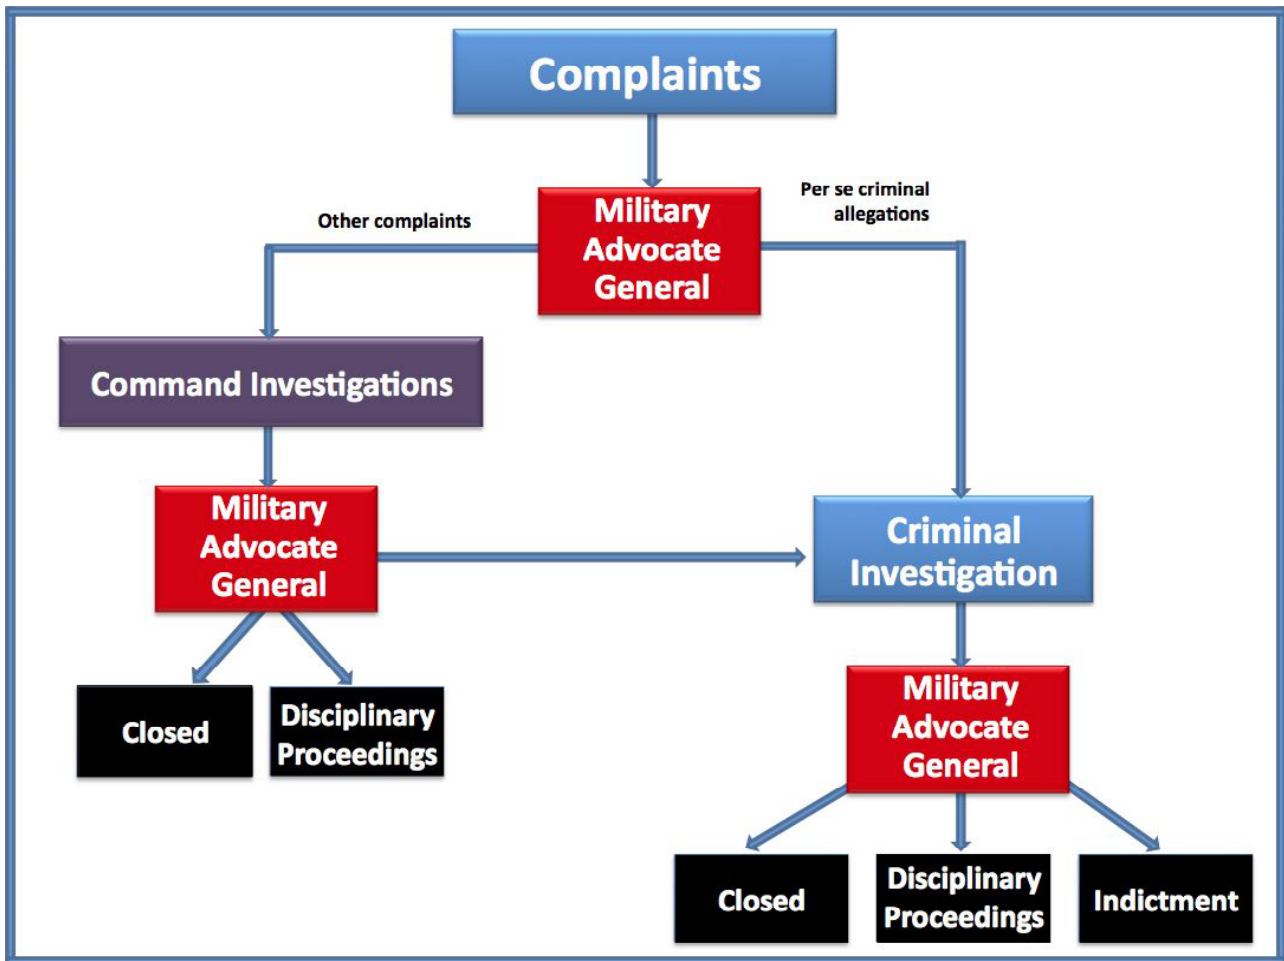 Complaints
Military
Advocate
General
Per se criminal
allegations
Other complaints
Command Investigations
Military
Advocate
General
Criminal
Investigation
Closed
Disciplinary
Proceedings
Military
Advocate
General
Closed
Disciplinary
Proceedings
Indictment